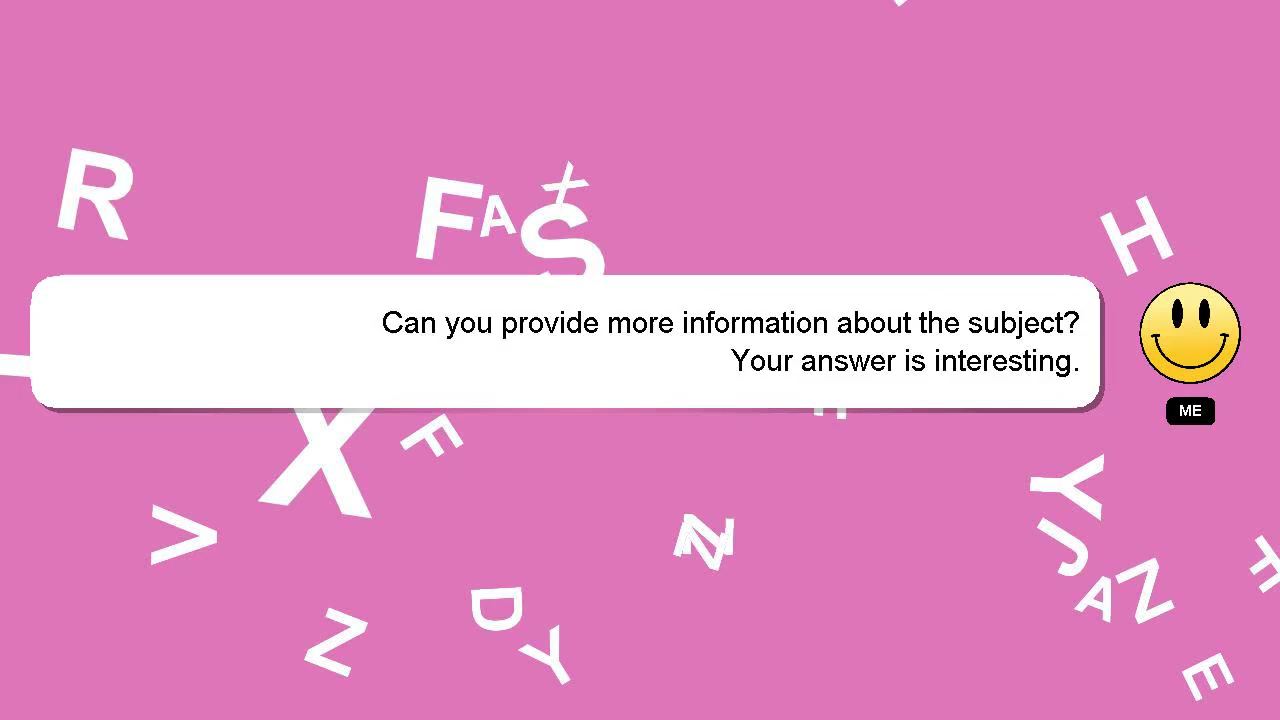 R
F
A
X
S
H
Can you provide more information about the subject?
Your answer is interesting.
ME
X
F
Y
V
J
N
Z
A
Z
D
Y
N
E